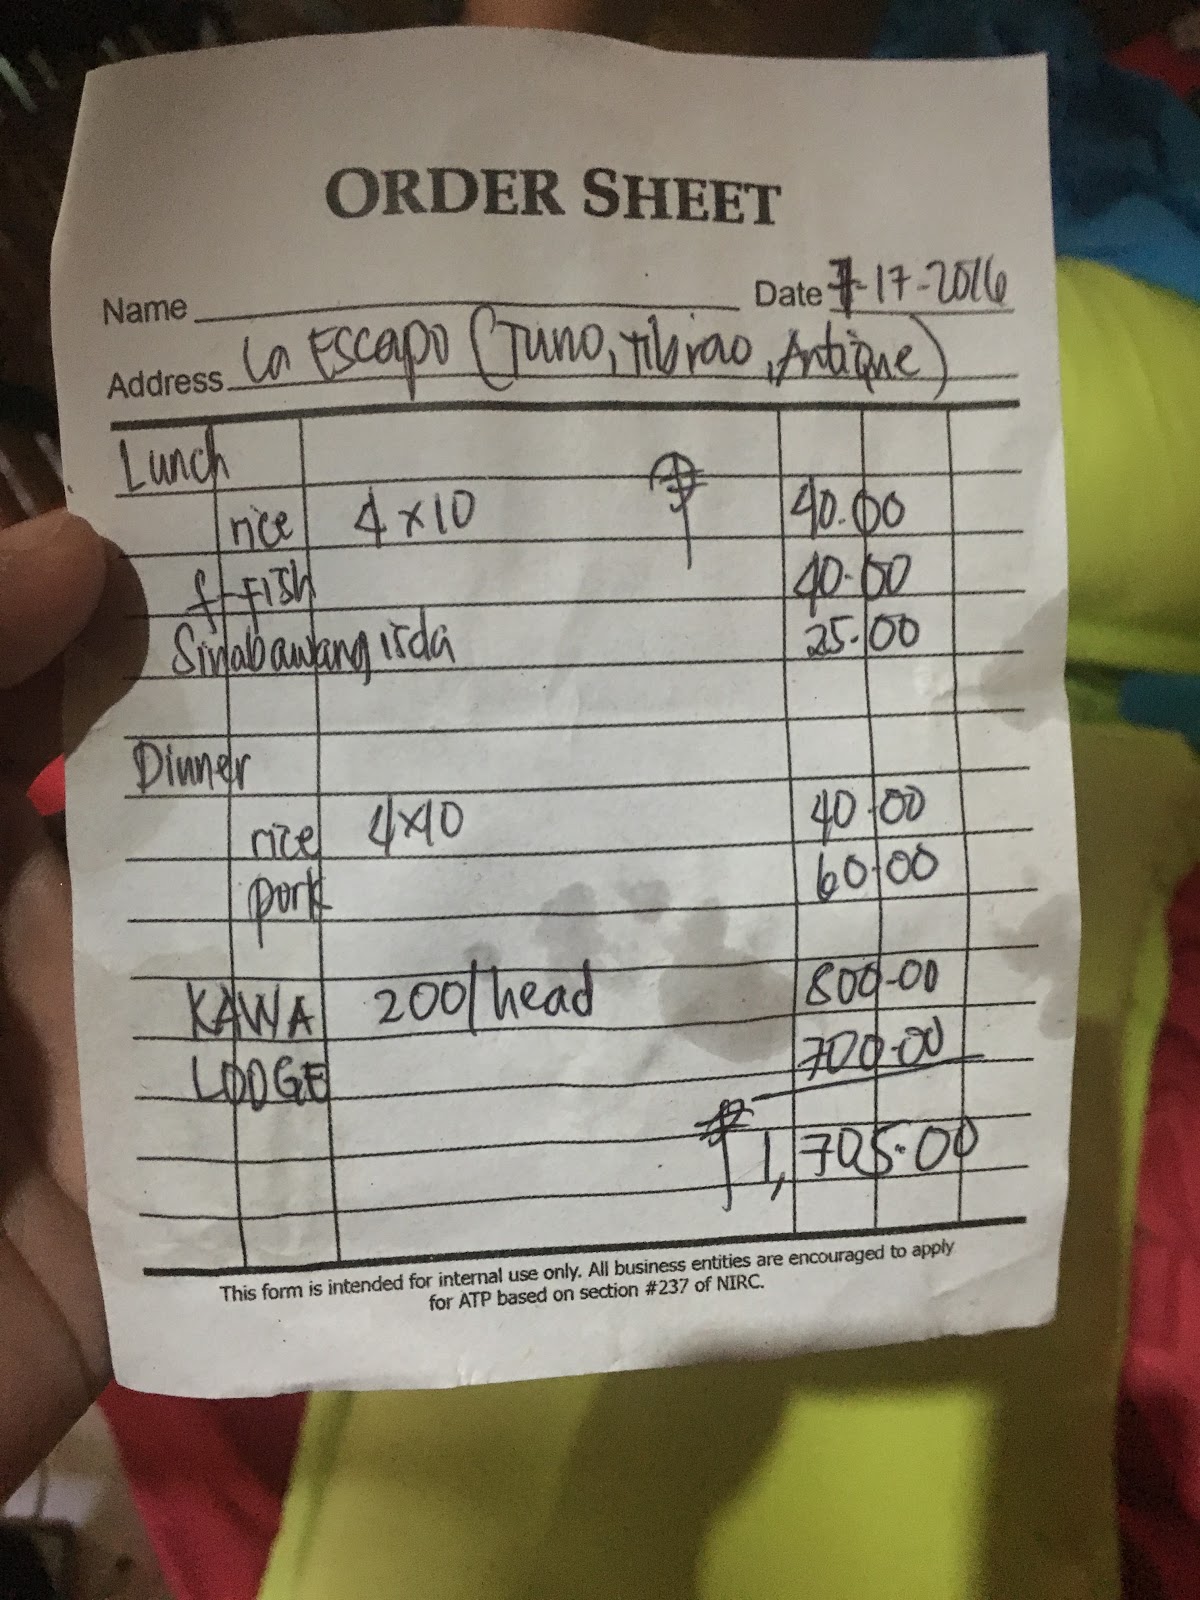 ORDER SHEET
Name Date 7-17-2016
Address La Escapo (Tuno, Tibiao, Antique)
Lunch
rice 4x10 ₱ 40.00
f-fish 40.00
Sinabawang isda 25.00
Dinner
rice 4x10 40.00
pork 60.00
KAWA 200/head 800.00
LODGE 700.00
₱ 1,705.00
This form is intended for internal use only. All business entities are encouraged to apply
for ATP based on section #237 of NIRC.